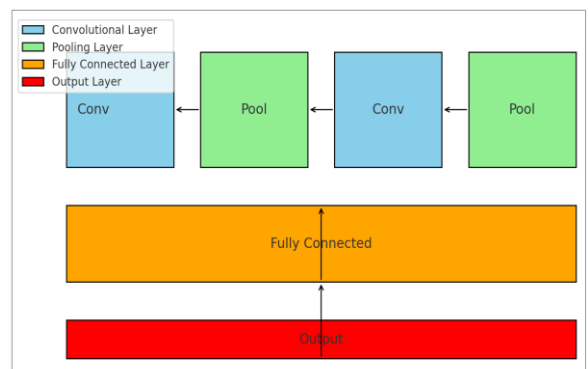 Convolutional Layer
Pooling Layer
Fully Connected Layer
Output Layer
Conv
Pool
Conv
Pool
Fully Connected
Output